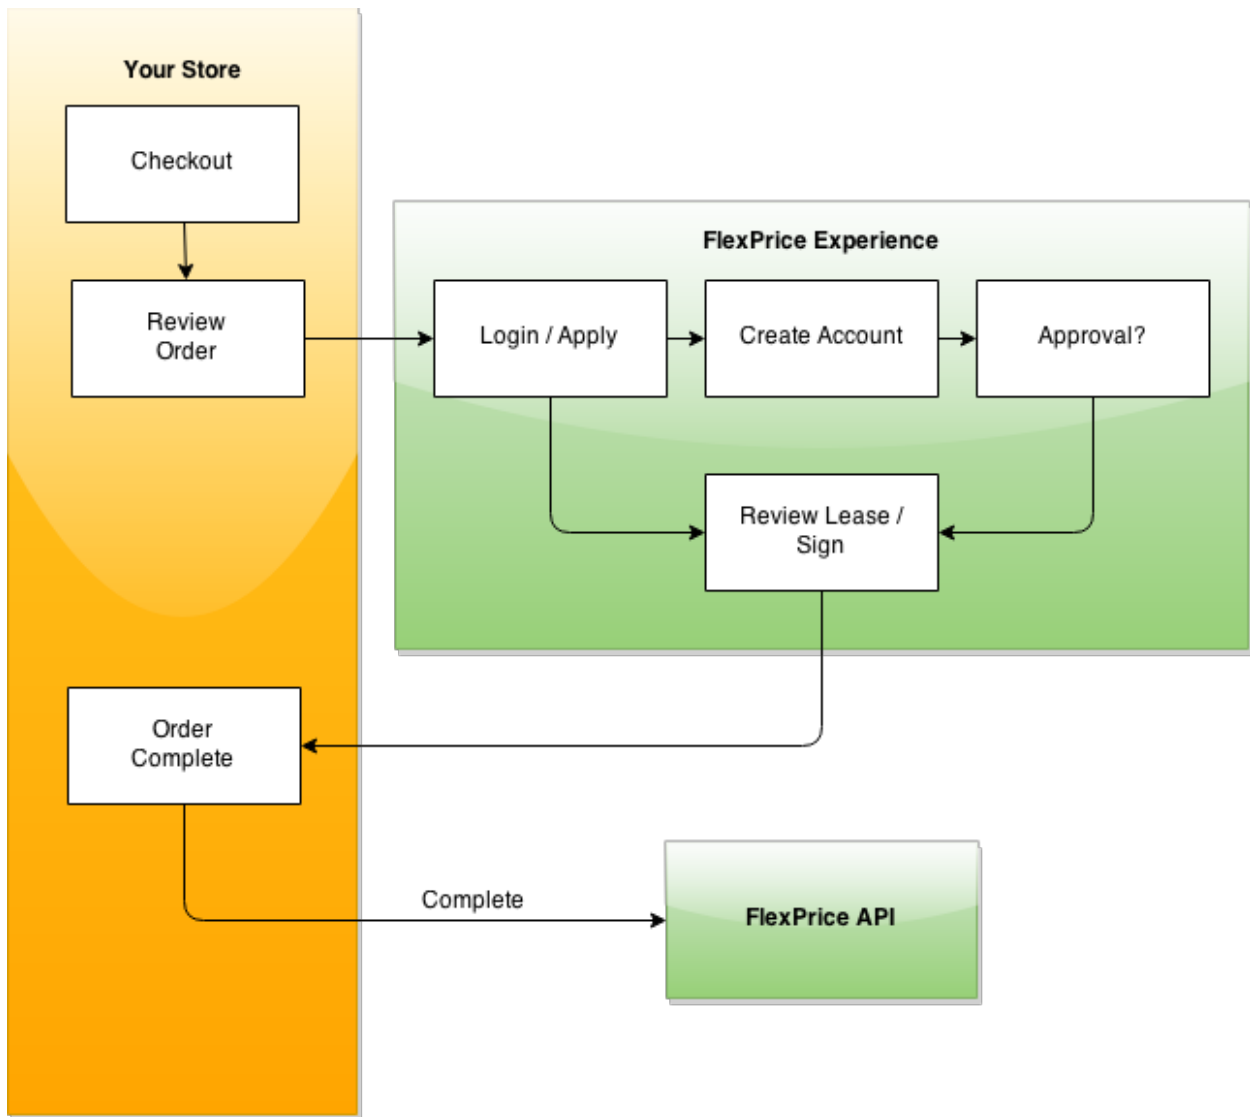 Your Store
Checkout
Review
Order
FlexPrice Experience
Login / Apply
Create Account
Approval?
Review Lease /
Sign
Order
Complete
Complete
FlexPrice API